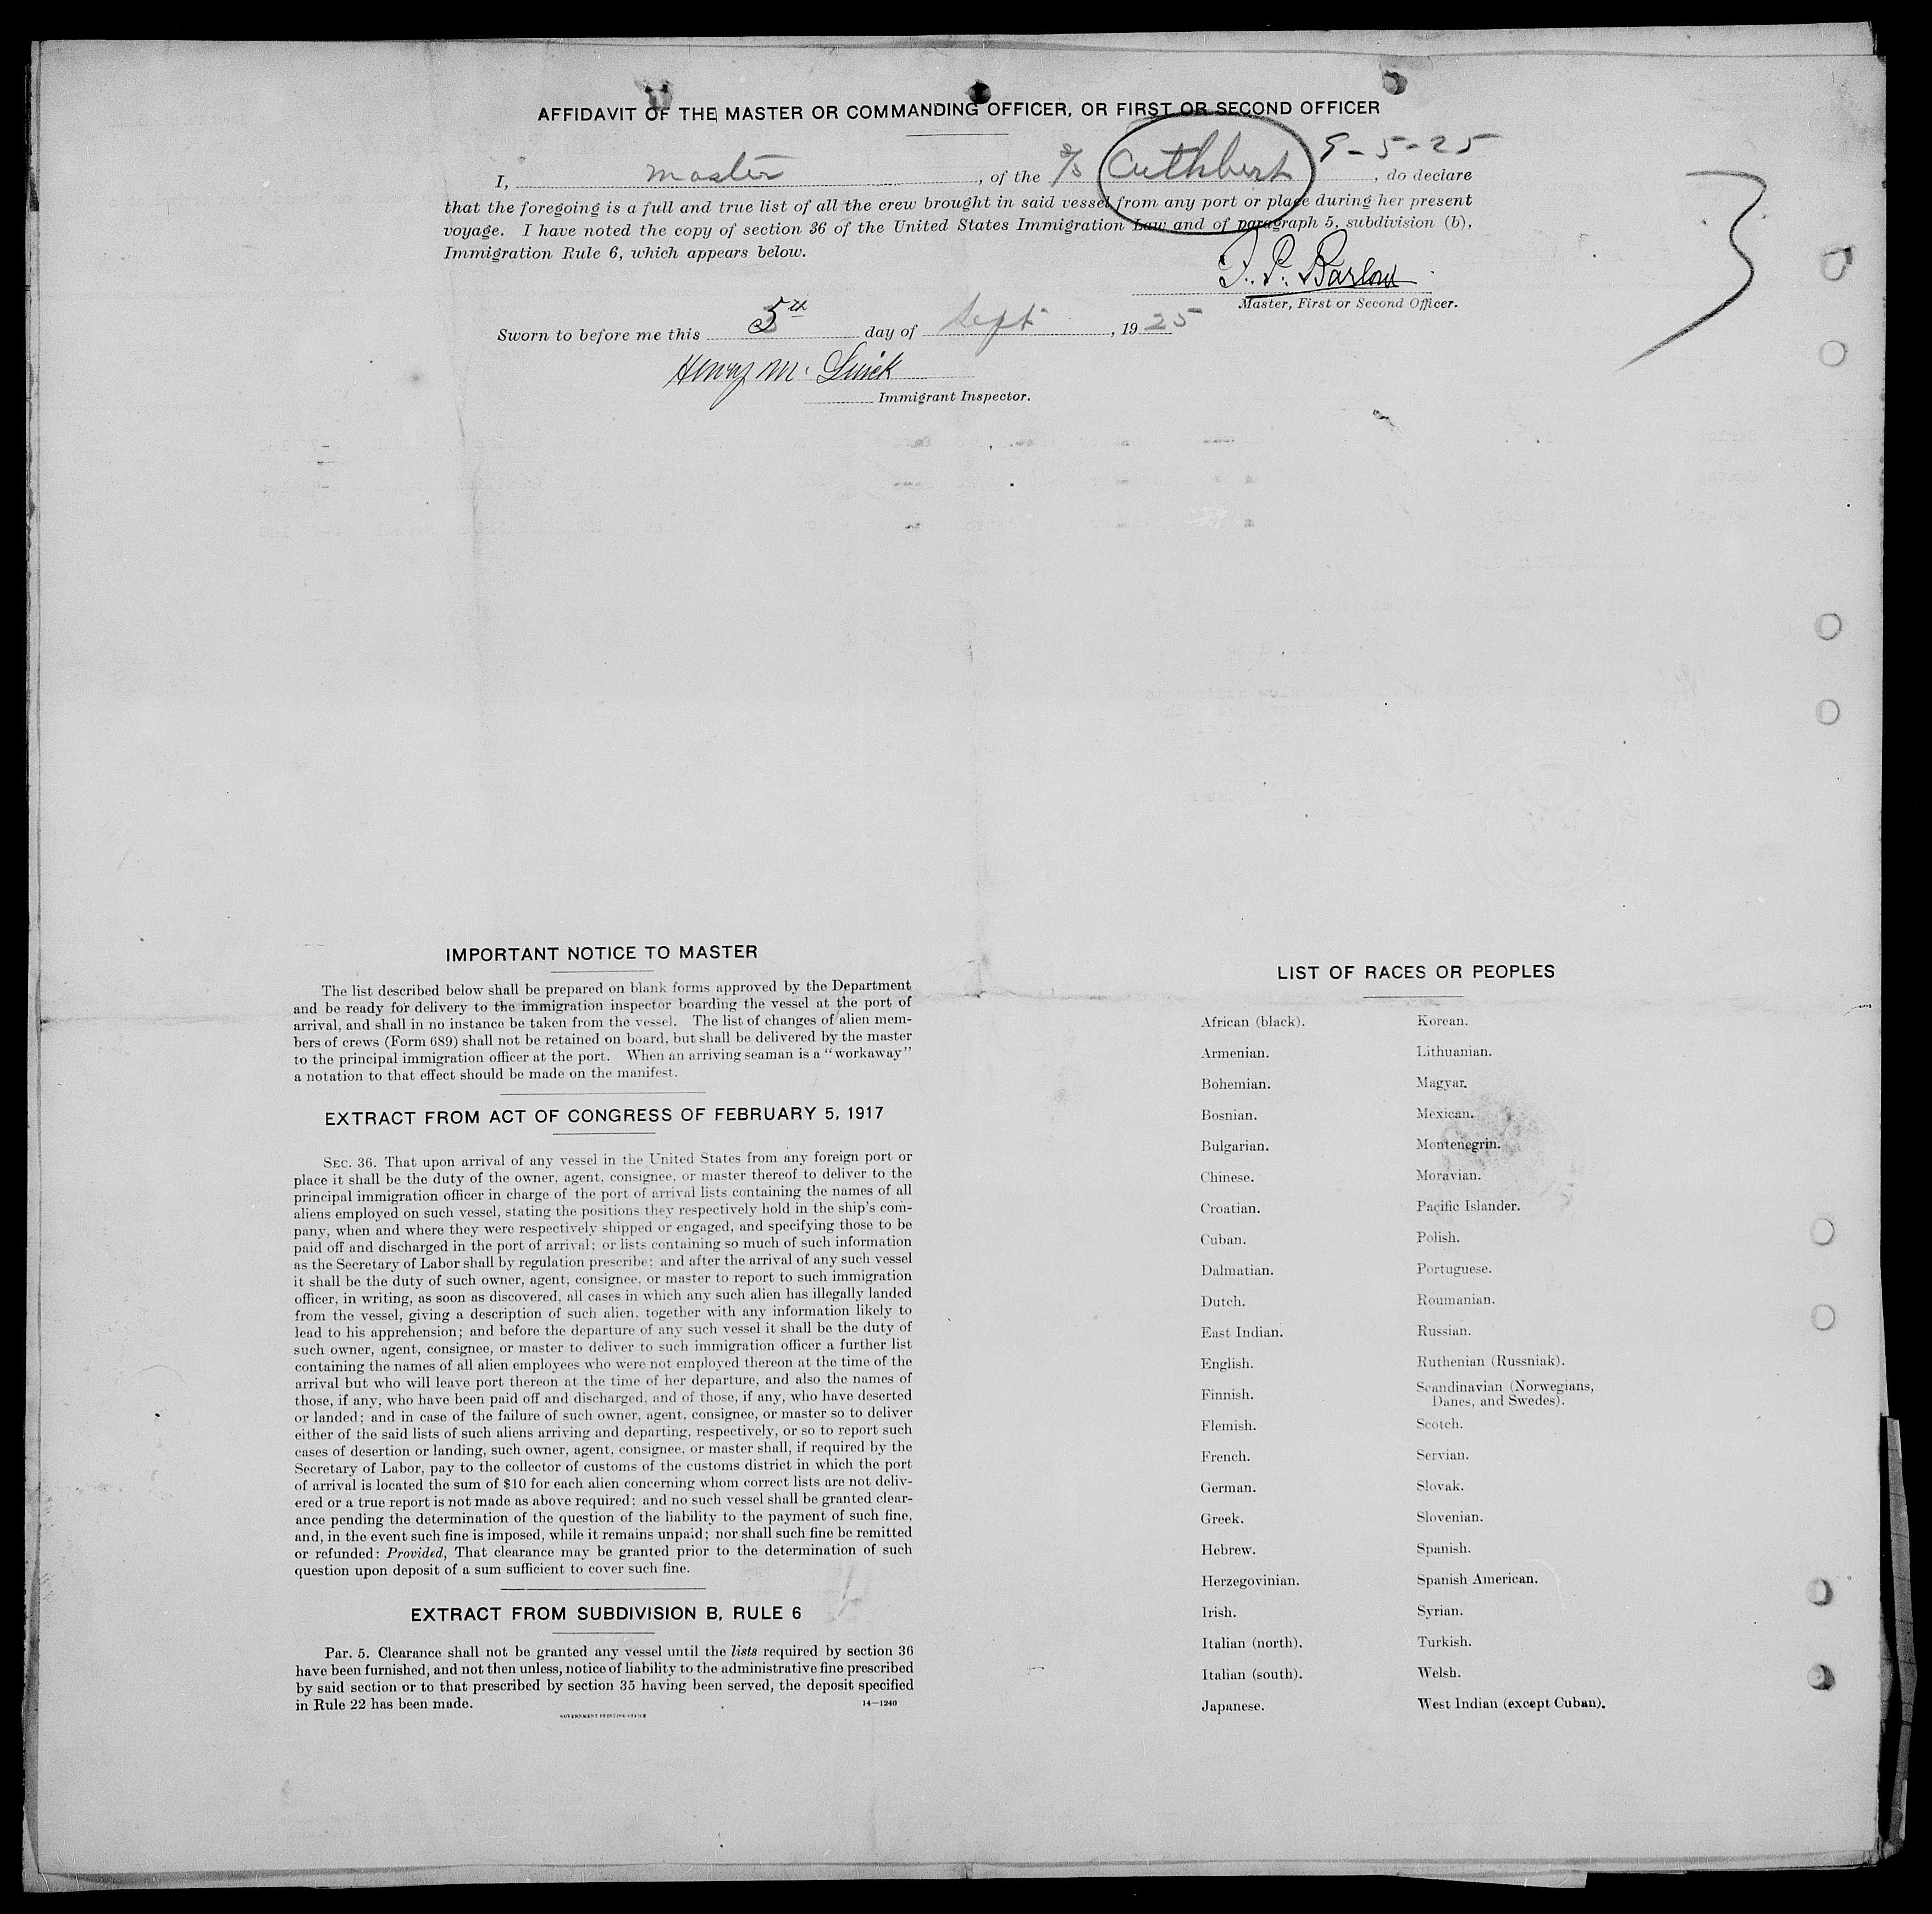 AFFIDAVIT OF THE MASTER OR COMMANDING OFFICER, OR FIRST OR SECOND OFFICER
9-5-25
I, master, of the S/S Cuthbert, do declare
that the foregoing is a full and true list of all the crew brought in said vessel from any port or place during her present
voyage. I have noted the copy of section 36 of the United States Immigration Law and of paragraph 5, subdivision (b),
Immigration Rule 6, which appears below.
3
Barlow
Master, First or Second Officer.
Sworn to before me this 5th day of Sept, 1925
Henry M.
Immigrant Inspector.
IMPORTANT NOTICE TO MASTER
The list described below shall be prepared on blank forms approved by the Department
and be ready for delivery to the immigration inspector boarding the vessel at the port of
arrival, and shall in no instance be taken from the vessel. The list of changes of alien mem-
bers of crews (Form 689) shall not be retained on board, but shall be delivered by the master
to the principal immigration officer at the port. When an arriving seaman is a "workaway"
a notation to that effect should be made on the manifest.
EXTRACT FROM ACT OF CONGRESS OF FEBRUARY 5, 1917
SEC. 36. That upon arrival of any vessel in the United States from any foreign port or
place it shall be the duty of the owner, agent, consignee, or master thereof to deliver to the
principal immigration officer in charge of the port of arrival lists containing the names of all
aliens employed on such vessel, stating the positions they respectively hold in the ship's com-
pany, when and where they were respectively shipped or engaged, and specifying those to be
paid off and discharged in the port of arrival; or lists containing so much of such information
as the Secretary of Labor shall by regulation prescribe; and after the arrival of any such vessel
it shall be the duty of such owner, agent, consignee, or master to report to such immigration
officer, in writing, as soon as discovered, all cases in which any such alien has illegally landed
from the vessel, giving a description of such alien, together with any information likely to
lead to his apprehension; and before the departure of any such vessel it shall be the duty of
such owner, agent, consignee, or master to deliver to such immigration officer a further list
containing the names of all alien employees who were not employed thereon at the time of the
arrival but who will leave port thereon at the time of her departure, and also the names of
those, if any, who have been paid off and discharged, and of those, if any, who have deserted
or landed; and in case of the failure of such owner, agent, consignee, or master so to deliver
either of the said lists of such aliens arriving and departing, respectively, or so to report such
cases of desertion or landing, such owner, agent, consignee, or master shall, if required by the
Secretary of Labor, pay to the collector of customs of the customs district in which the port
of arrival is located the sum of $10 for each alien concerning whom correct lists are not deliv-
ered or a true report is not made as above required; and no such vessel shall be granted clear-
ance pending the determination of the question of the liability to the payment of such fine,
and, in the event such fine is imposed, while it remains unpaid; nor shall such fine be remitted
or refunded: Provided, That clearance may be granted prior to the determination of such
question upon deposit of a sum sufficient to cover such fine.
EXTRACT FROM SUBDIVISION B, RULE 6
Par. 5. Clearance shall not be granted any vessel until the lists required by section 36
have been furnished, and not then unless, notice of liability to the administrative fine prescribed
by said section or to that prescribed by section 35 having been served, the deposit specified
in Rule 22 has been made.
14—1240
GOVERNMENT PRINTING OFFICE
LIST OF RACES OR PEOPLES
African (black).
Armenian.
Bohemian.
Bosnian.
Bulgarian.
Chinese.
Croatian.
Cuban.
Dalmatian.
Dutch.
East Indian.
English.
Finnish.
Flemish.
French.
German.
Greek.
Hebrew.
Herzegovinian.
Irish.
Italian (north).
Italian (south).
Japanese.
Korean.
Lithuanian.
Magyar.
Mexican.
Montenegrin.
Moravian.
Pacific Islander.
Polish.
Portuguese.
Roumanian.
Russian.
Ruthenian (Russniak).
Scandinavian (Norwegians,
Danes, and Swedes).
Scotch.
Servian.
Slovak.
Slovenian.
Spanish.
Spanish American.
Syrian.
Turkish.
Welsh.
West Indian (except Cuban).